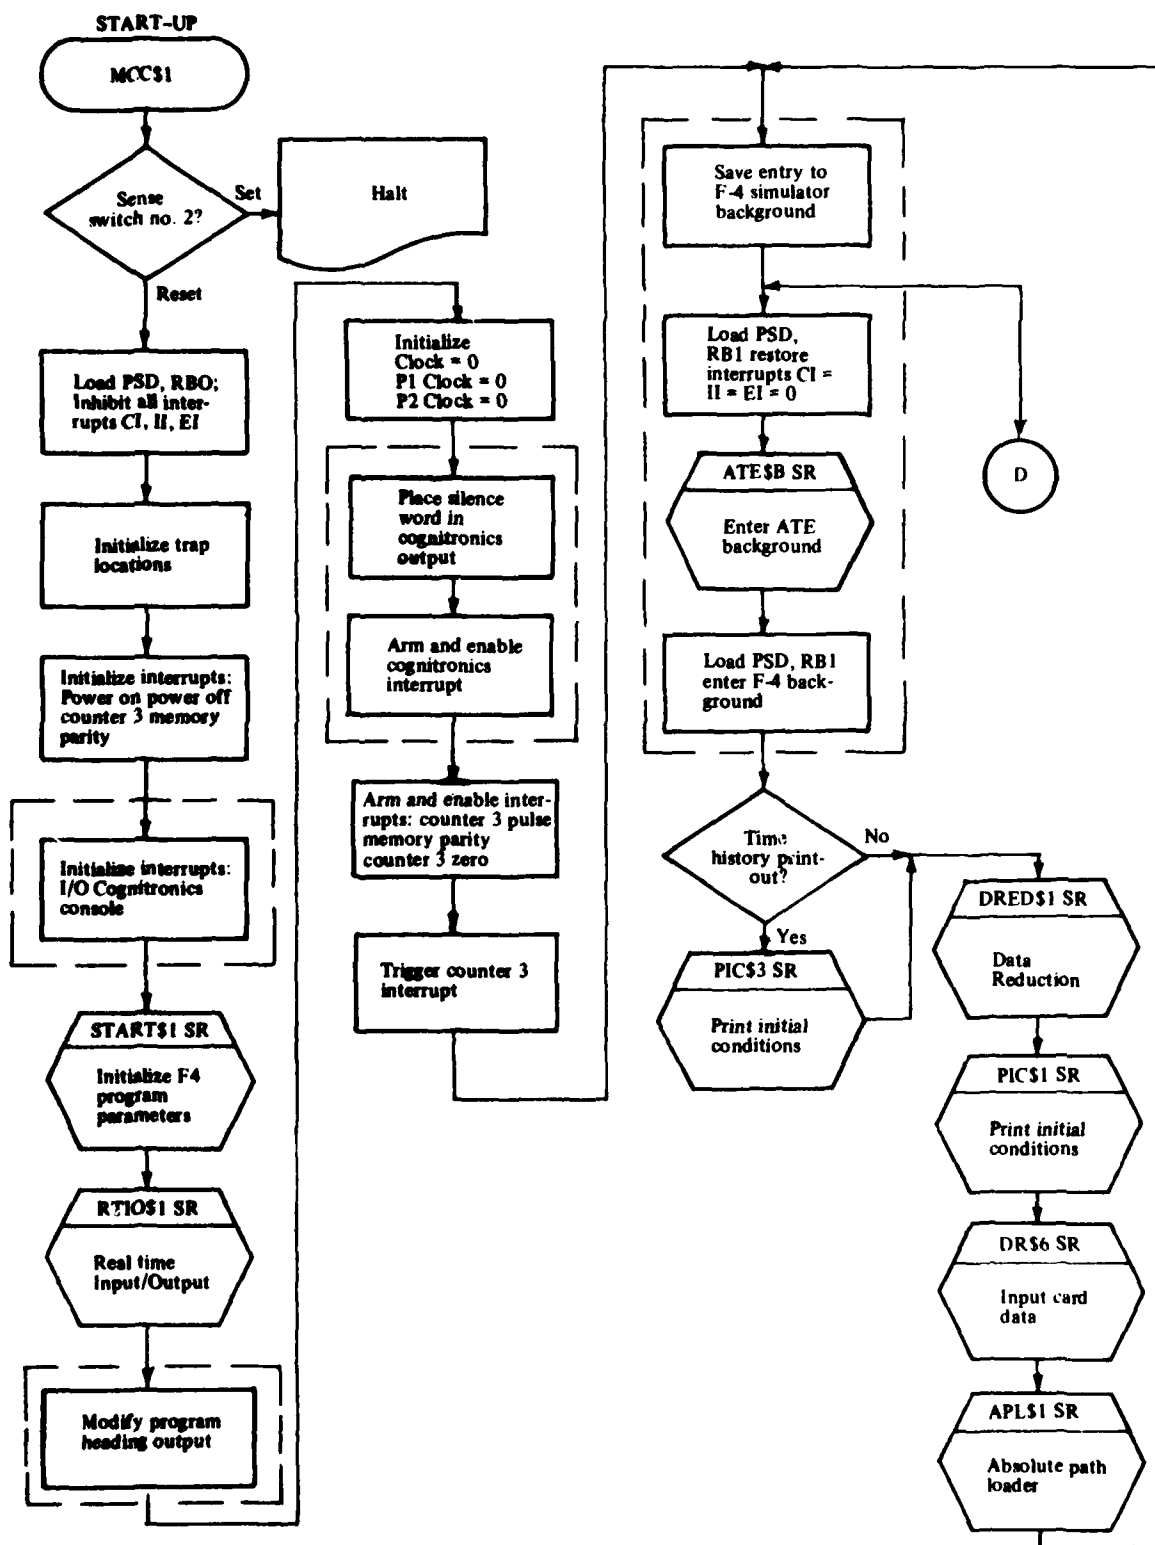 START-UP
MCC$1
Sense
switch no. 2?
Set
Halt
Reset
Load PSD, RBO;
Inhibit all inter-
rupts CI, II, EI
Initialize trap
locations
Initialize interrupts:
Power on power off
counter 3 memory
parity
Initialize interrupts:
I/O Cognitronics
console
START$1 SR
Initialize F4
program
parameters
RTIO$1 SR
Real time
Input/Output
Modify program
heading output
Initialize
Clock = 0
P1 Clock = 0
P2 Clock = 0
Place silence
word in
cognitronics
output
Arm and enable
cognitronics
interrupt
Arm and enable inter-
rupts: counter 3 pulse
memory parity
counter 3 zero
Trigger counter 3
interrupt
Save entry to
F-4 simulator
background
Load PSD,
RB1 restore
interrupts CI =
II = EI = 0
D
ATE$B SR
Enter ATE
background
Load PSD, RB1
enter F-4 back-
ground
Time
history print-
out?
No
Yes
PIC$3 SR
Print initial
conditions
DRED$1 SR
Data
Reduction
PIC$1 SR
Print initial
conditions
DR$6 SR
Input card
data
APL$1 SR
Absolute path
loader